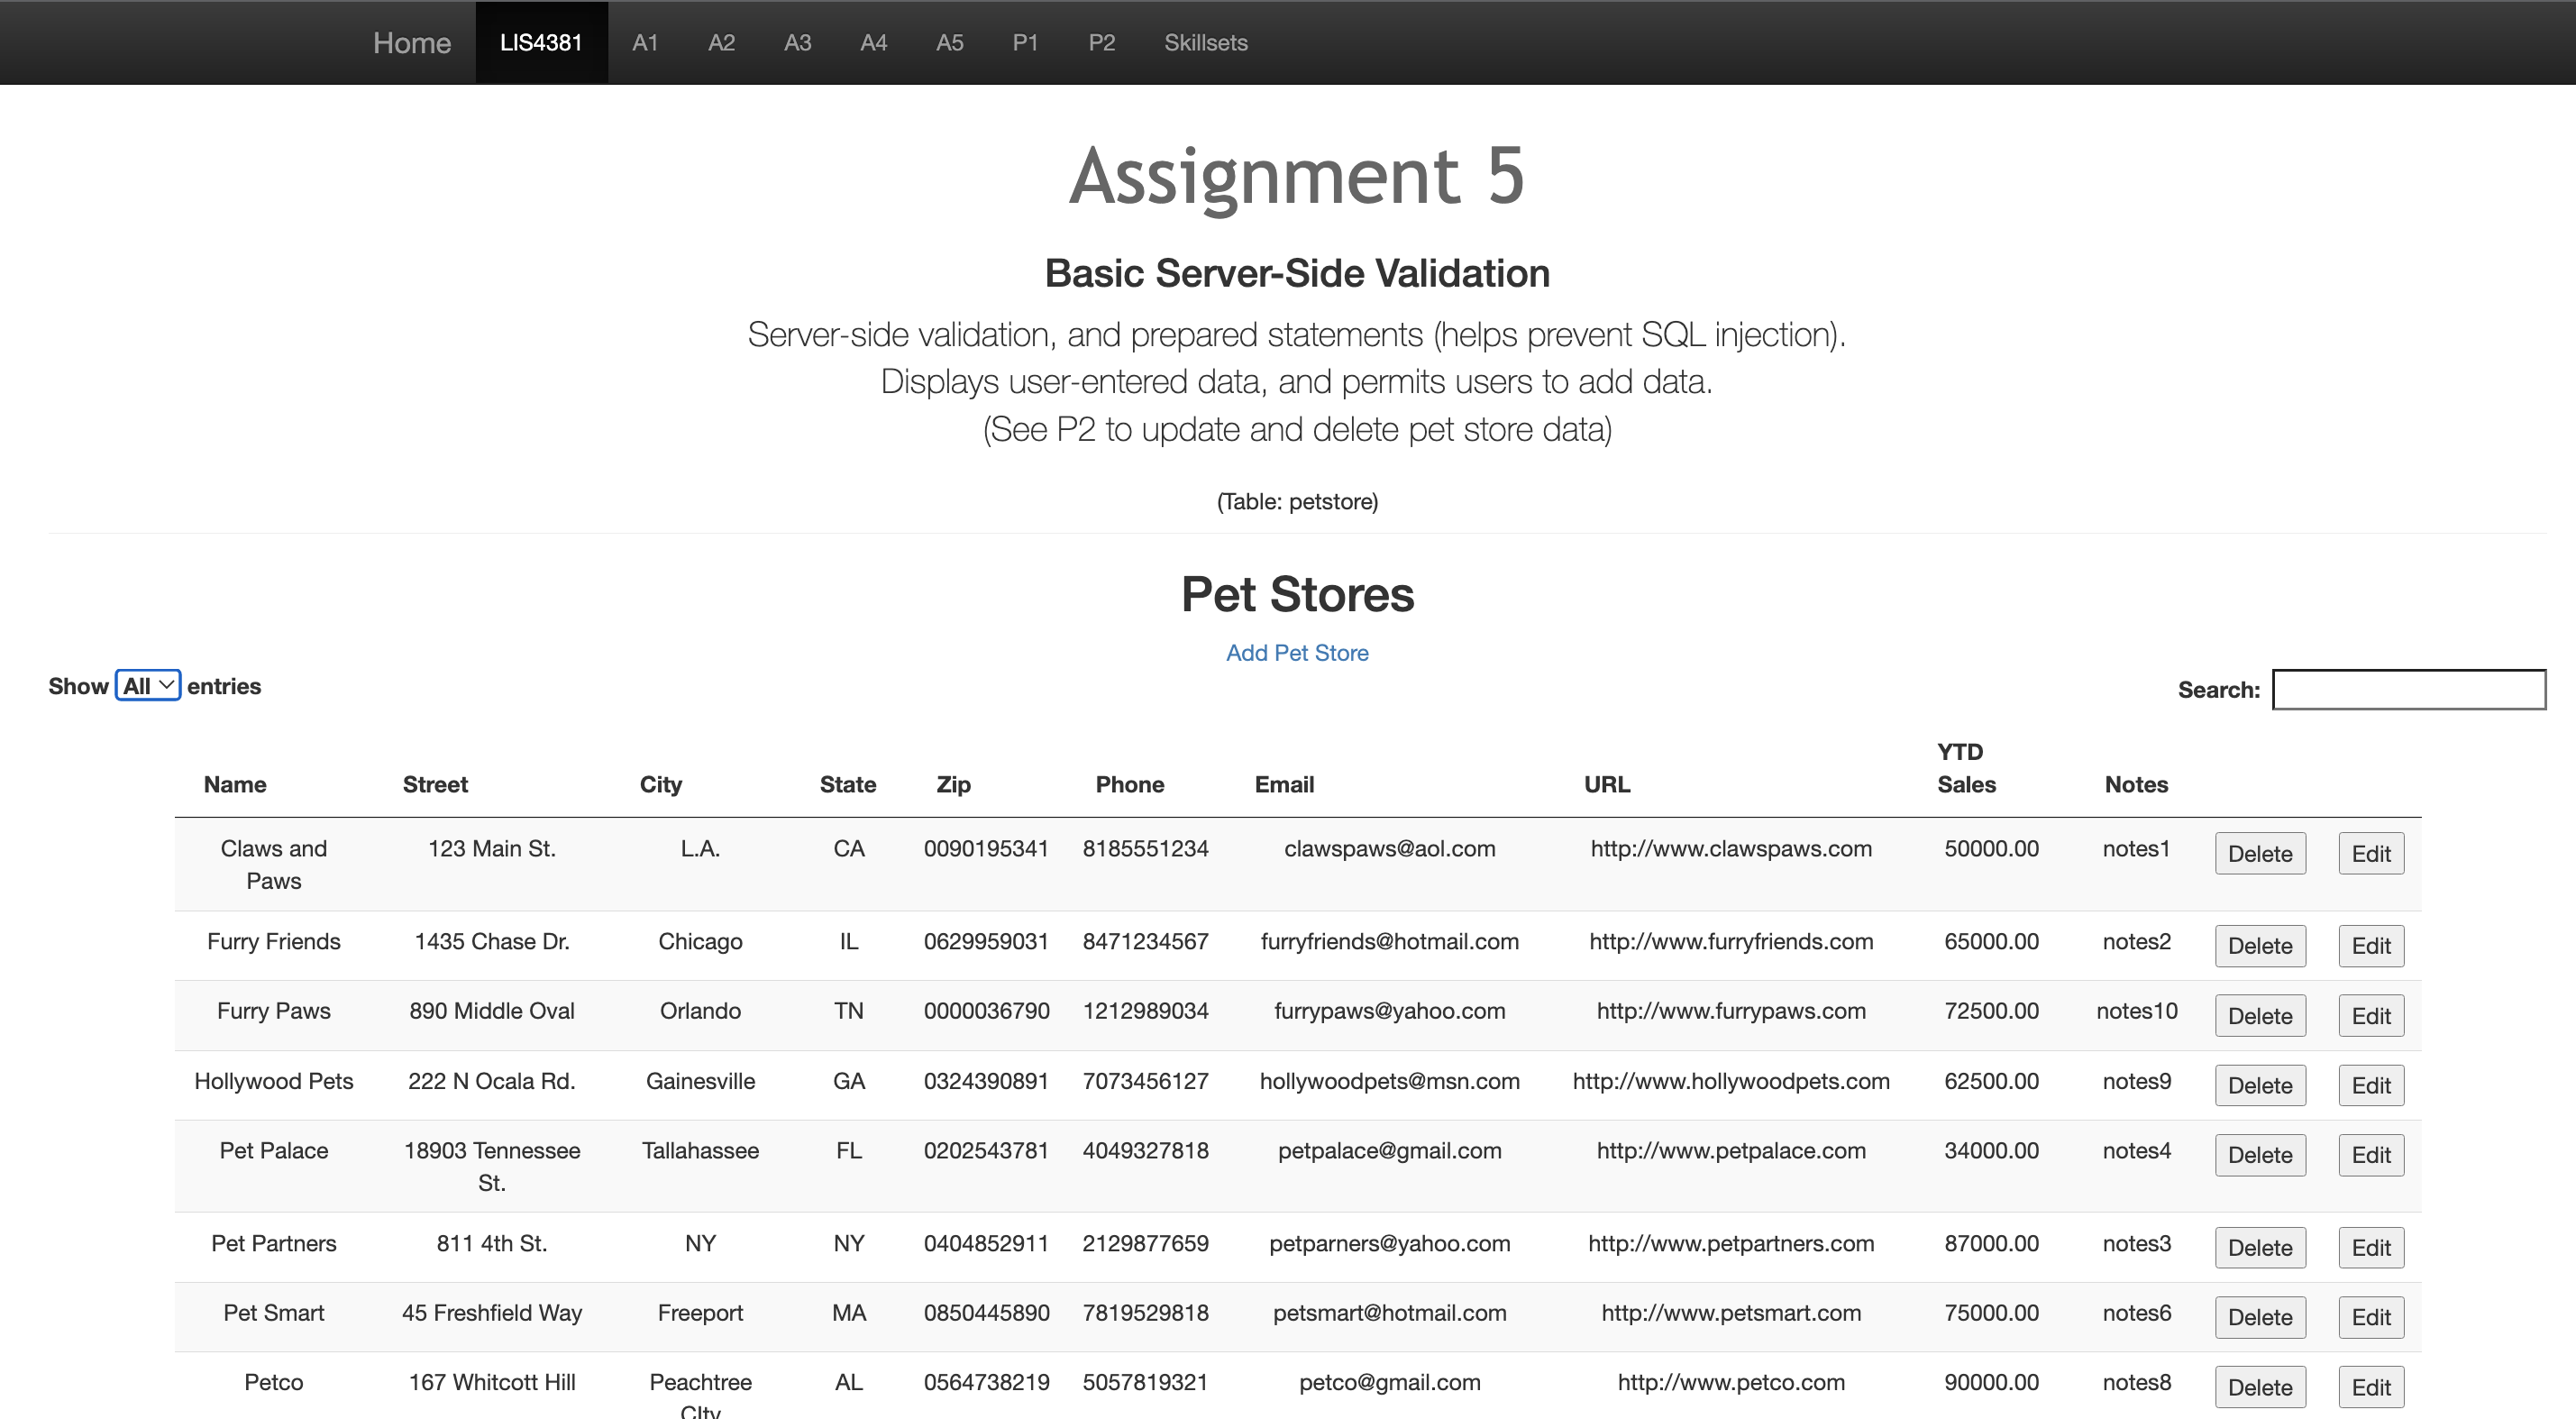 Home LIS4381 A1 A2 A3 A4 A5 P1 P2 Skillsets
Assignment 5
Basic Server-Side Validation
Server-side validation, and prepared statements (helps prevent SQL injection).
Displays user-entered data, and permits users to add data.
(See P2 to update and delete pet store data)
(Table: petstore)
Pet Stores
Add Pet Store
Show All entries Search:
YTD
Name Street City State Zip Phone Email URL Sales Notes
Claws and 123 Main St. L.A. CA 0090195341 8185551234 clawspaws@aol.com http://www.clawspaws.com 50000.00 notes1 Delete Edit
Paws
Furry Friends 1435 Chase Dr. Chicago IL 0629959031 8471234567 furryfriends@hotmail.com http://www.furryfriends.com 65000.00 notes2 Delete Edit
Furry Paws 890 Middle Oval Orlando TN 0000036790 1212989034 furrypaws@yahoo.com http://www.furrypaws.com 72500.00 notes10 Delete Edit
Hollywood Pets 222 N Ocala Rd. Gainesville GA 0324390891 7073456127 hollywoodpets@msn.com http://www.hollywoodpets.com 62500.00 notes9 Delete Edit
Pet Palace 18903 Tennessee Tallahassee FL 0202543781 4049327818 petpalace@gmail.com http://www.petpalace.com 34000.00 notes4 Delete Edit
St.
Pet Partners 811 4th St. NY NY 0404852911 2129877659 petparners@yahoo.com http://www.petpartners.com 87000.00 notes3 Delete Edit
Pet Smart 45 Freshfield Way Freeport MA 0850445890 7819529818 petsmart@hotmail.com http://www.petsmart.com 75000.00 notes6 Delete Edit
Petco 167 Whitcott Hill Peachtree AL 0564738219 5057819321 petco@gmail.com http://www.petco.com 90000.00 notes8 Delete Edit
CIty